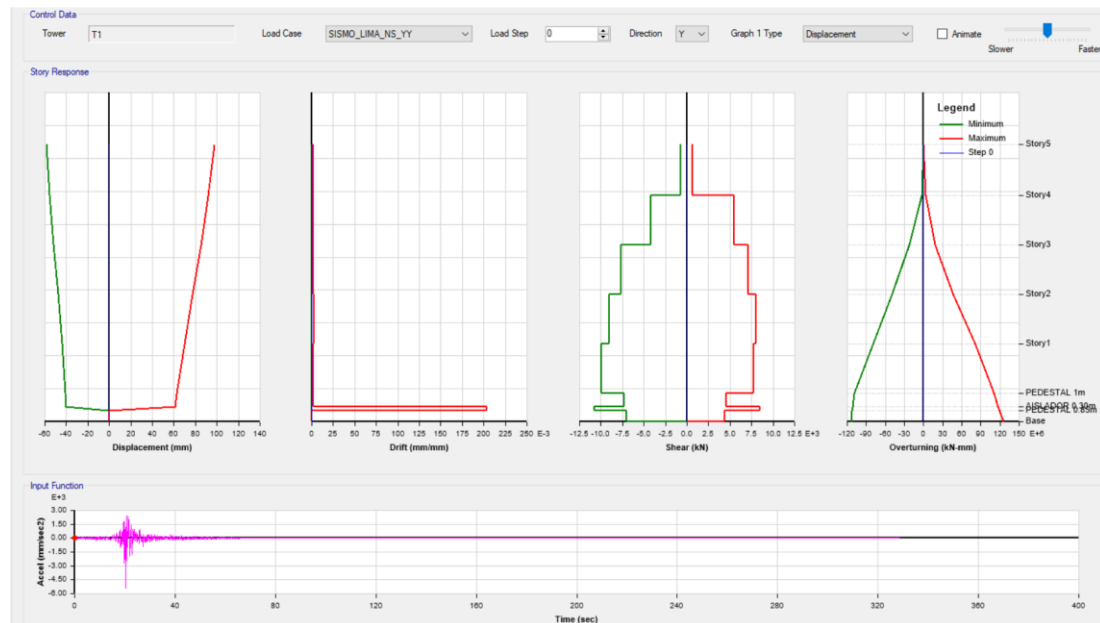 Control Data
Tower T1 Load Case SISMO_LIMA_NS_YY Load Step 0 Direction Y Graph 1 Type Displacement Animate
Slower Faster
Story Response
Legend
Minimum
Maximum
Step 0
Story5
Story4
Story3
Story2
Story1
PEDESTAL 1m
AISLADOR 0.30m
PEDESTAL 0.85m
Base
-60 -40 -20 0 20 40 60 80 100 120 140
Displacement (mm)
0 25 50 75 100 125 150 175 200 225 250 E-3
Drift (mm/mm)
-12.5 -10.0 -7.5 -5.0 -2.5 0 2.5 5.0 7.5 10.0 12.5 E+3
Shear (kN)
-120 -90 -60 -30 0 30 60 90 120 150 E+6
Overturning (kN-mm)
Input Function
E+3
3.00
1.50
0.00
-1.50
-3.00
-4.50
-6.00
Accel (mm/sec2)
0 40 80 120 160 200 240 280 320 360 400
Time (sec)